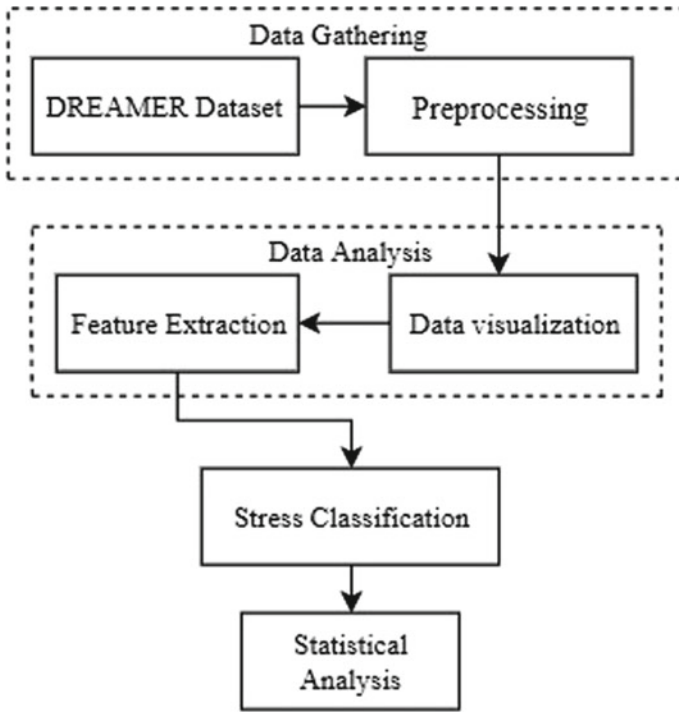 Data Gathering
DREAMER Dataset
Preprocessing
Data Analysis
Feature Extraction
Data visualization
Stress Classification
Statistical
Analysis